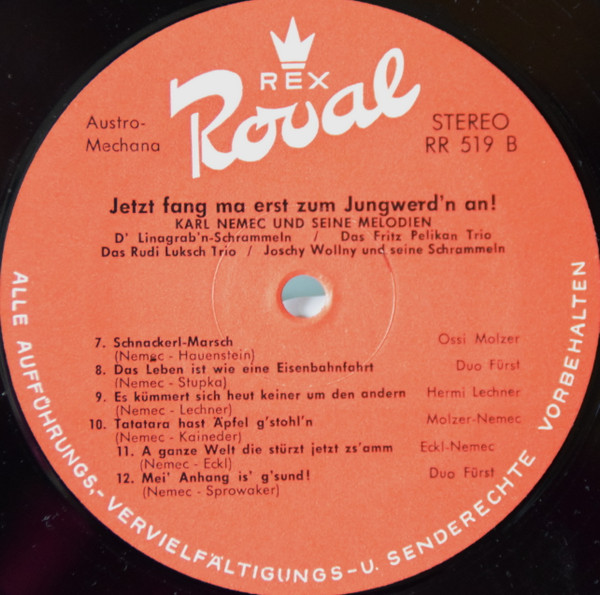 REX
Royal
Austro-
Mechana
STEREO
RR 519 B
Jetzt fang ma erst zum Jungwerd'n an!
KARL NEMEC UND SEINE MELODIEN
D' Linagrab'n-Schrammeln / Das Fritz Pelikan Trio
Das Rudi Luksch Trio / Joschy Wollny und seine Schrammeln
7. Schnackerl-Marsch Ossi Molzer
(Nemec - Hauenstein)
8. Das Leben ist wie eine Eisenbahnfahrt Duo Fürst
(Nemec - Stupka)
9. Es kümmert sich heut keiner um den andern Hermi Lechner
(Nemec - Lechner)
10. Tatatara hast Äpfel g'stohl'n Molzer-Nemec
(Nemec - Kaineder)
11. A ganze Welt die stürzt jetzt zs'amm Eckl-Nemec
(Nemec - Eckl)
12. Mei' Anhang is' g'sund! Duo Fürst
(Nemec - Sprowaker)
ALLE AUFFÜHRUNGS,- VERVIELFÄLTIGUNGS-U. SENDERECHTE VORBEHALTEN